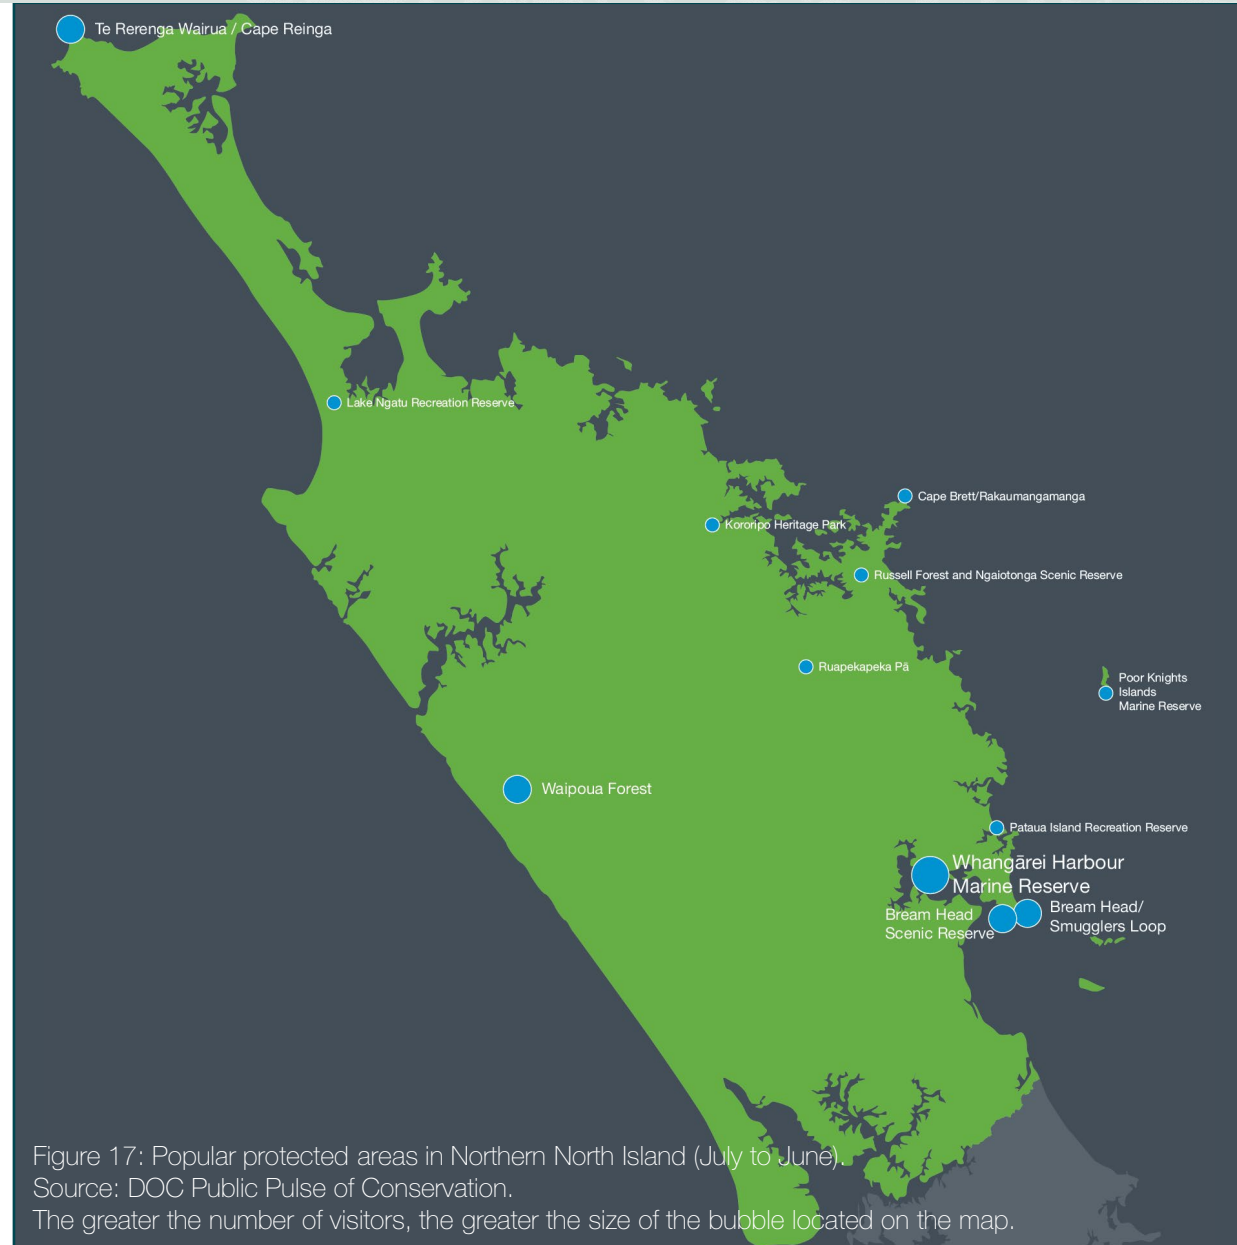 Te Rerenga Wairua / Cape Reinga
Lake Ngatu Recreation Reserve
Cape Brett/Rakaumangamanga
Kororipo Heritage Park
Russell Forest and Ngaiotonga Scenic Reserve
Ruapekapeka Pā
Poor Knights
Islands
Marine Reserve
Waipoua Forest
Pataua Island Recreation Reserve
Whangārei Harbour
Marine Reserve
Bream Head
Scenic Reserve
Bream Head/
Smugglers Loop
Figure 17: Popular protected areas in Northern North Island (July to June).
Source: DOC Public Pulse of Conservation.
The greater the number of visitors, the greater the size of the bubble located on the map.